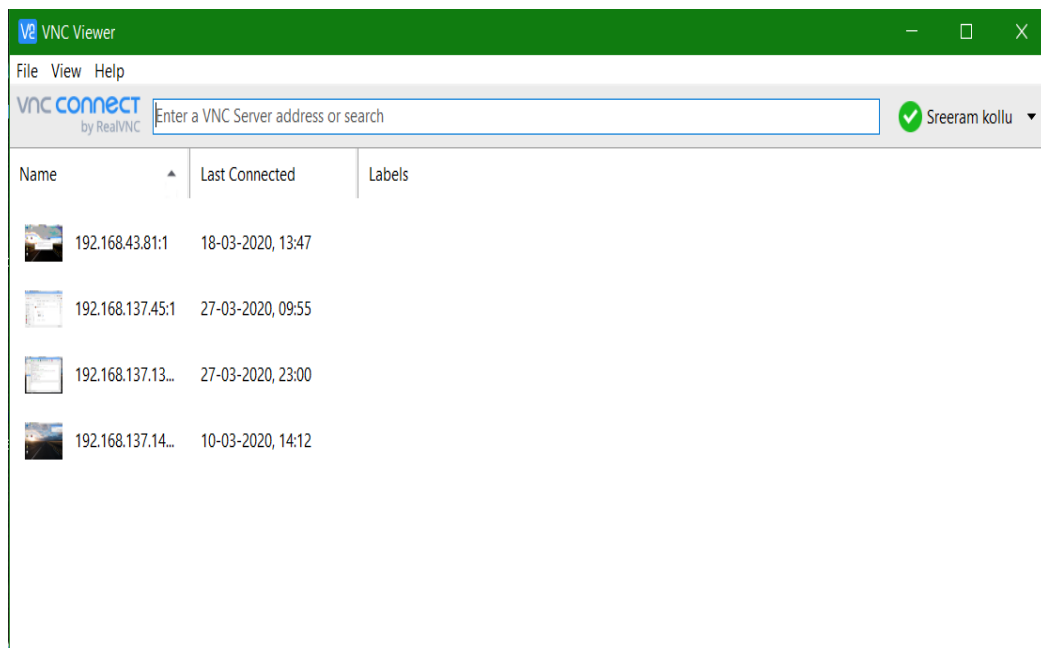 V2 VNC Viewer
File View Help
vnc connect
by RealVNC
Enter a VNC Server address or search
Sreeram kollu
Name Last Connected Labels
192.168.43.81:1 18-03-2020, 13:47
192.168.137.45:1 27-03-2020, 09:55
192.168.137.13... 27-03-2020, 23:00
192.168.137.14... 10-03-2020, 14:12